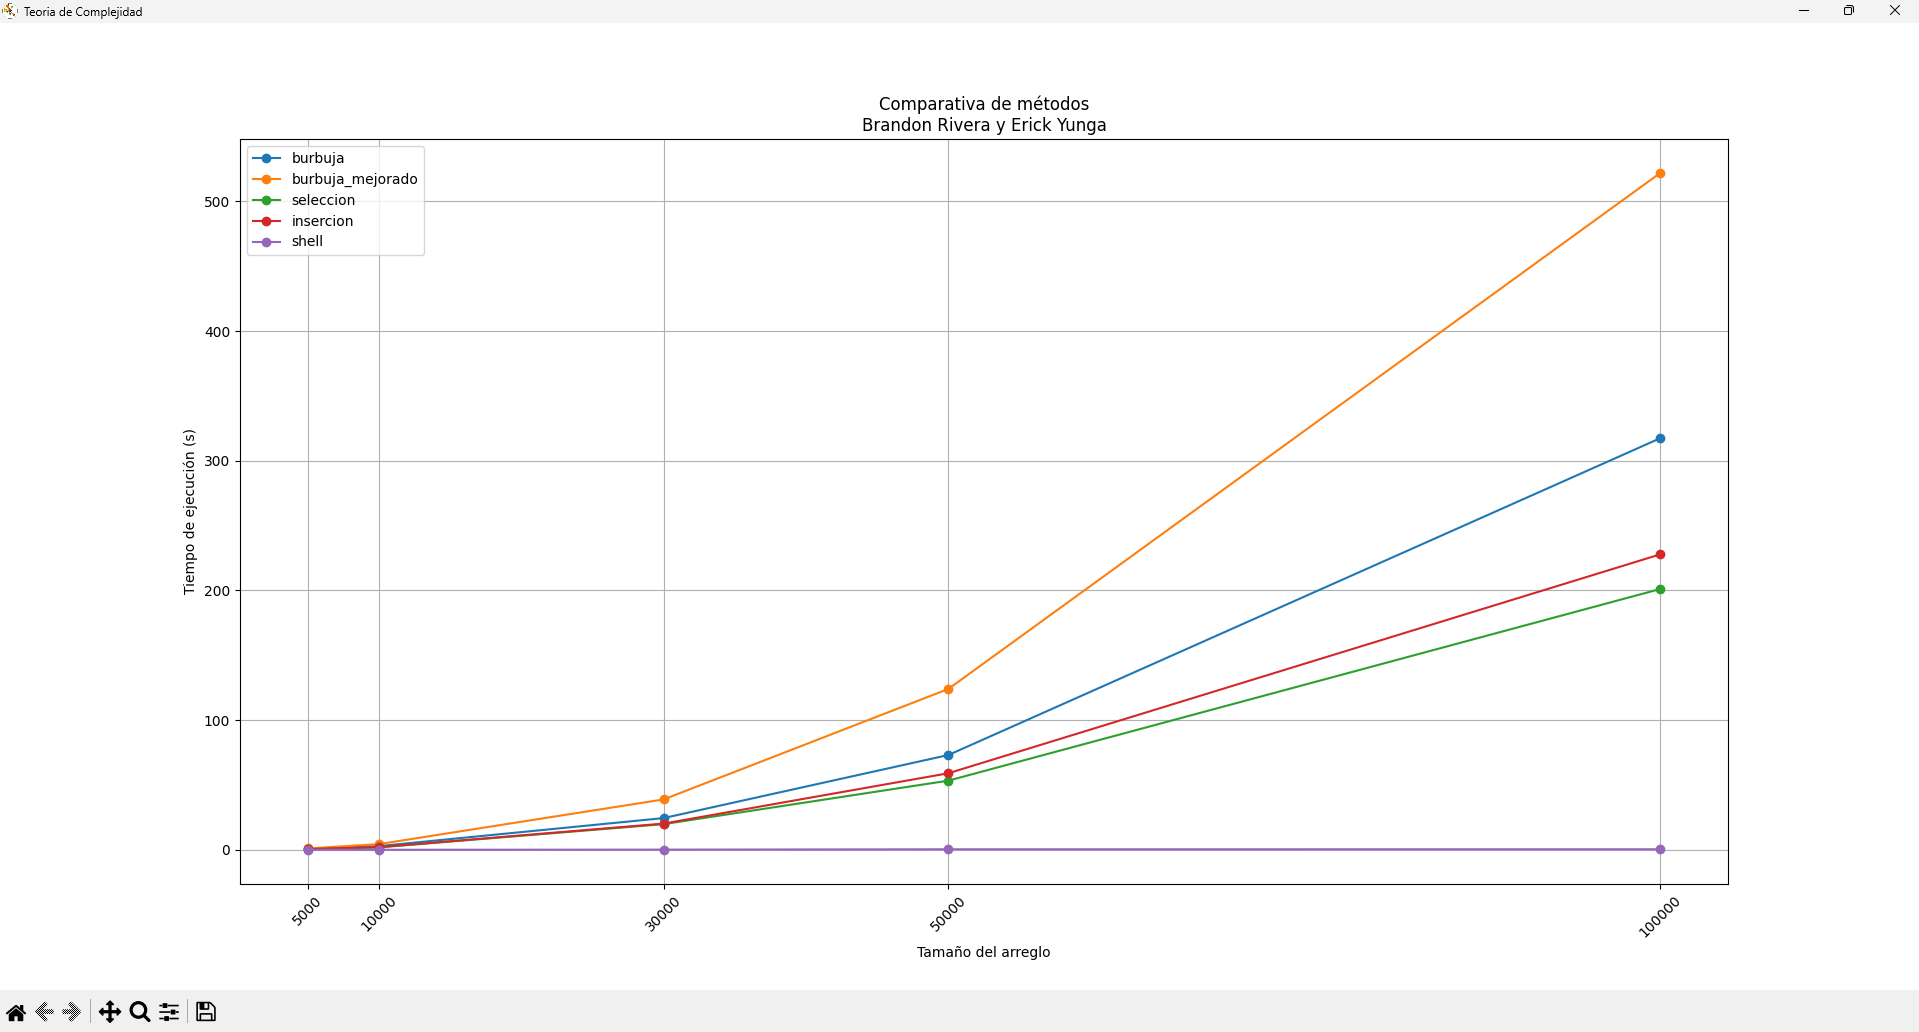 Teoria de Complejidad
Comparativa de métodos
Brandon Rivera y Erick Yunga
burbuja
burbuja_mejorado
seleccion
insercion
shell
500
400
300
200
100
0
Tiempo de ejecución (s)
5000
10000
30000
50000
100000
Tamaño del arreglo